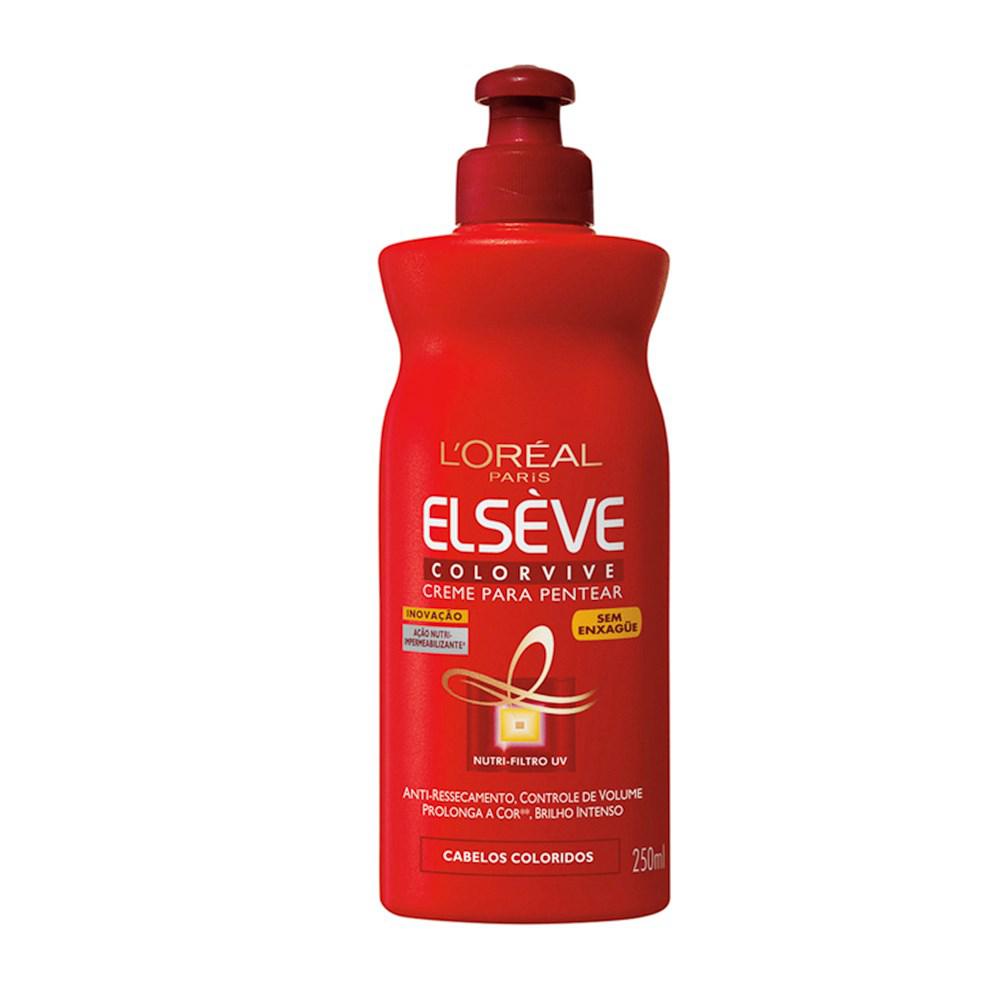 L'ORÉAL
PARIS
ELSÈVE
COLORVIVE
CREME PARA PENTEAR
INOVAÇÃO
AÇÃO NUTRI-
IMPERMEABILIZANTE*
SEM
ENXAGÜE
NUTRI-FILTRO UV
ANTI-RESSECAMENTO, CONTROLE DE VOLUME
PROLONGA A COR**, BRILHO INTENSO
CABELOS COLORIDOS
250ml